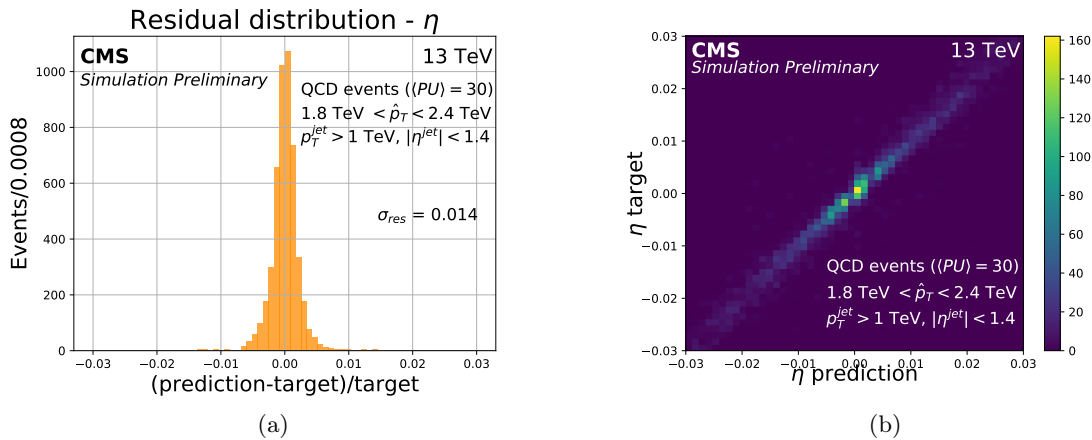 Residual distribution - η
CMS
13 TeV
Simulation Preliminary
QCD events (⟨PU⟩ = 30)
1.8 TeV < p̂_T < 2.4 TeV
p_T^jet > 1 TeV, |η^jet| < 1.4
σ_res = 0.014
Events/0.0008
1000
800
600
400
200
0
−0.03 −0.02 −0.01 0.00 0.01 0.02 0.03
(prediction-target)/target
(a)
CMS
13 TeV
Simulation Preliminary
QCD events (⟨PU⟩ = 30)
1.8 TeV < p̂_T < 2.4 TeV
p_T^jet > 1 TeV, |η^jet| < 1.4
η target
0.03
0.02
0.01
0.00
−0.01
−0.02
−0.03
−0.03 −0.02 −0.01 0.00 0.01 0.02 0.03
η prediction
160
140
120
100
80
60
40
20
0
(b)